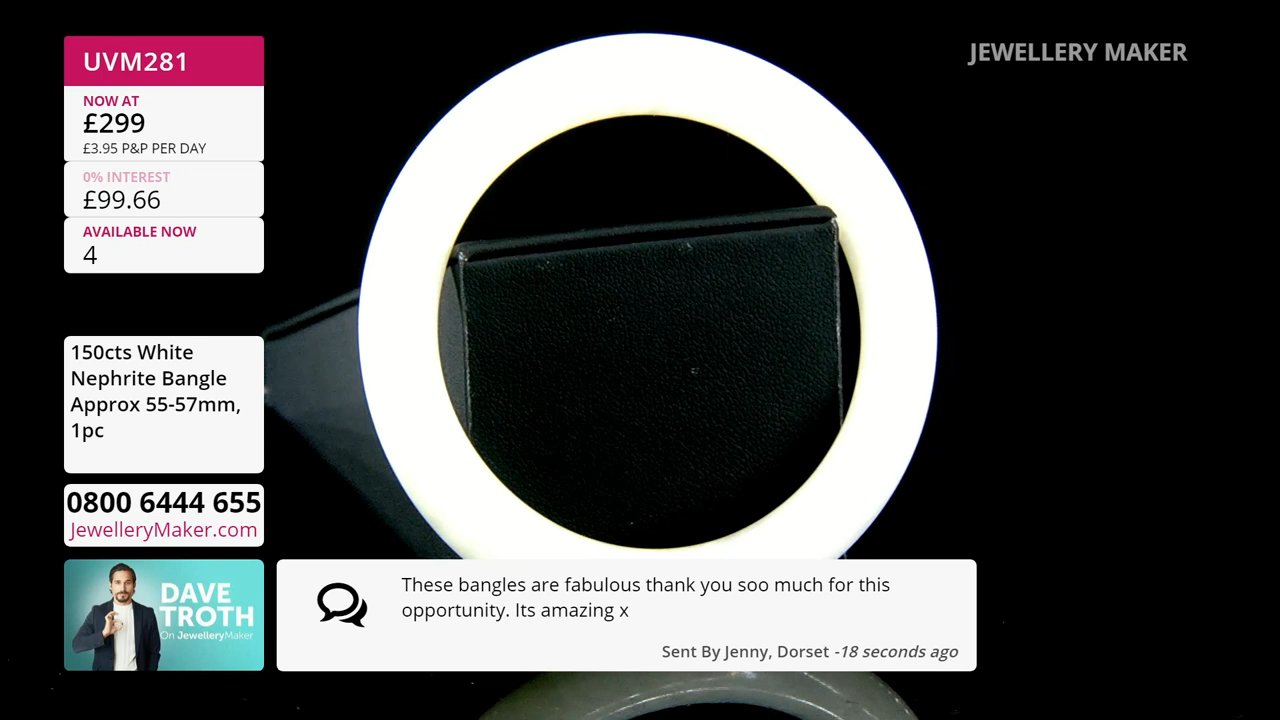 UVM281
NOW AT
£299
£3.95 P&P PER DAY
0% INTEREST
£99.66
AVAILABLE NOW
4
150cts White
Nephrite Bangle
Approx 55-57mm,
1pc
0800 6444 655
JewelleryMaker.com
DAVE
TROTH
On JewelleryMaker
JEWELLERY MAKER
These bangles are fabulous thank you soo much for this
opportunity. Its amazing x
Sent By Jenny, Dorset -18 seconds ago